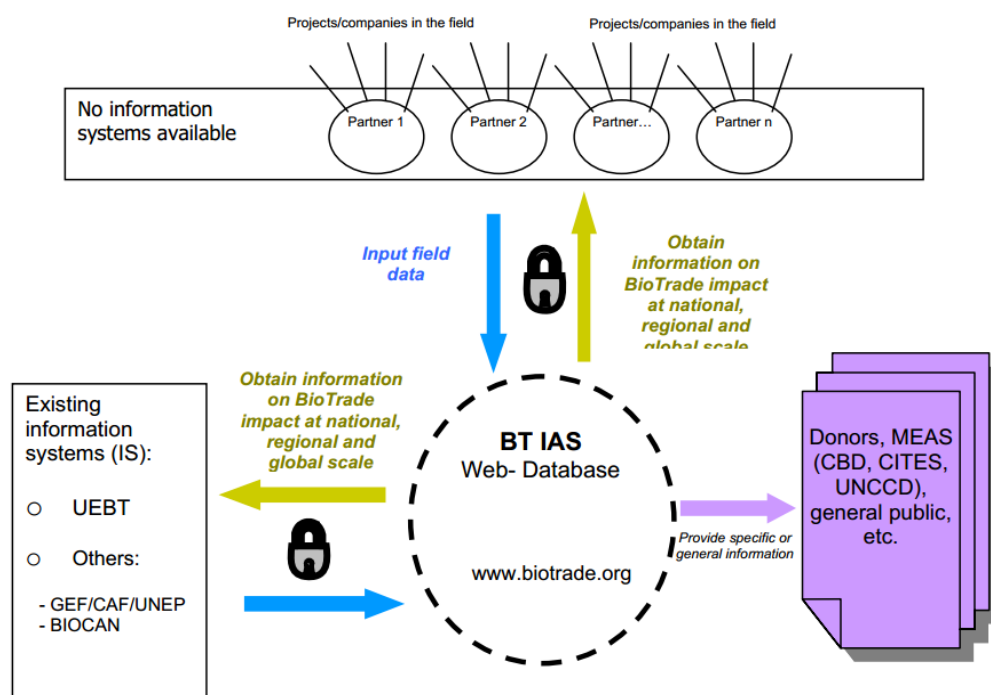 Projects/companies in the field
Projects/companies in the field
No information
systems available
Partner 1
Partner 2
Partner…
Partner n
Input field
data
Obtain
information on
BioTrade impact
at national,
regional and
global scale
Obtain information
on BioTrade
impact at national,
regional and
global scale
Existing
information
systems (IS):
○ UEBT
○ Others:
- GEF/CAF/UNEP
- BIOCAN
BT IAS
Web- Database
www.biotrade.org
Provide specific or
general information
Donors, MEAS
(CBD, CITES,
UNCCD),
general public,
etc.